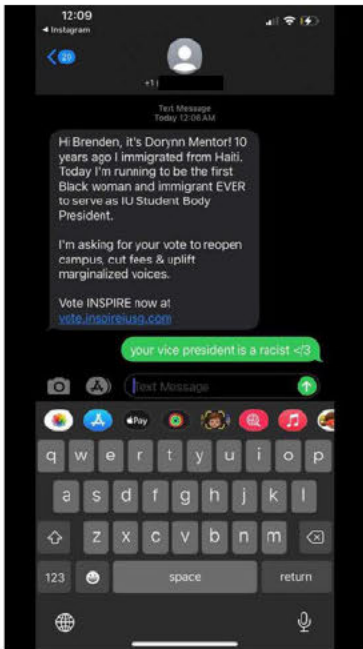 12:09
Instagram
20
+1 (
Text Message
Today 12:06 AM
Hi Brenden, it's Dorynn Mentor! 10
years ago I immigrated from Haiti.
Today I'm running to be the first
Black woman and immigrant EVER
to serve as IU Student Body
President.
I'm asking for your vote to reopen
campus, cut fees & uplift
marginalized voices.
Vote INSPIRE now at
vote.inspireiusg.com
your vice president is a racist </3
Text Message
Pay
q w e r t y u i o p
a s d f g h j k l
z x c v b n m
123 space return